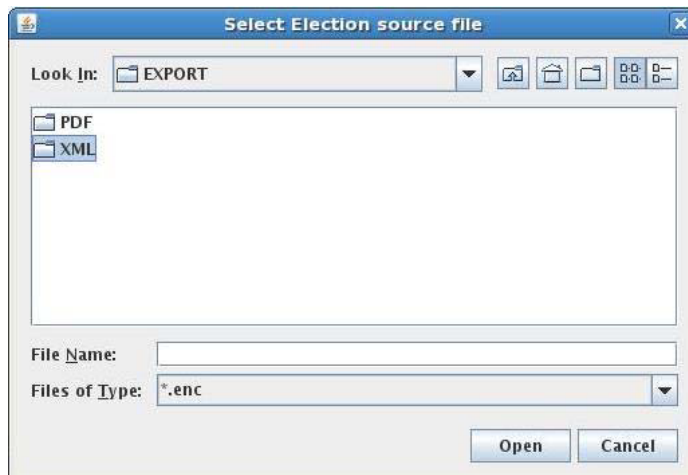 Select Election source file
Look In: EXPORT
PDF
XML
File Name:
Files of Type: *.enc
Open Cancel